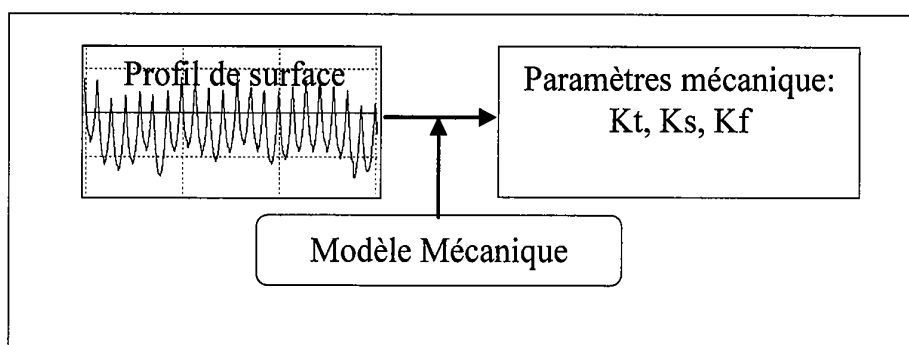 Profil de surface
Paramètres mécanique:
Kt, Ks, Kf
Modèle Mécanique